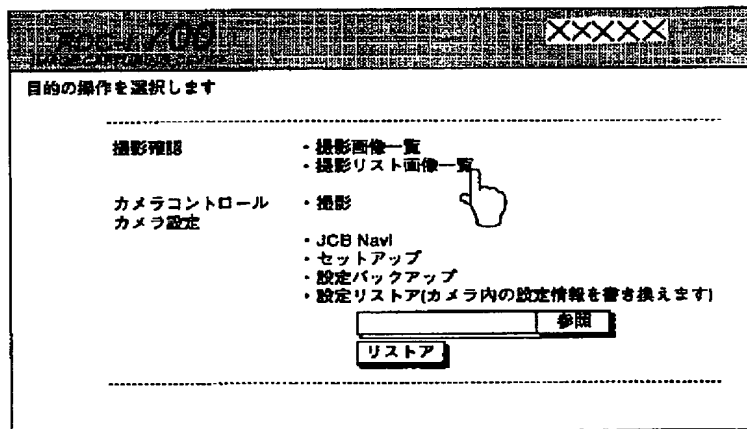 XXXXX
目的の操作を選択します
撮影確認
・撮影画像一覧
・撮影リスト画像一覧
カメラコントロール
・撮影
カメラ設定
・JCB Navi
・セットアップ
・設定バックアップ
・設定リストア(カメラ内の設定情報を書き換えます)
参照
リストア